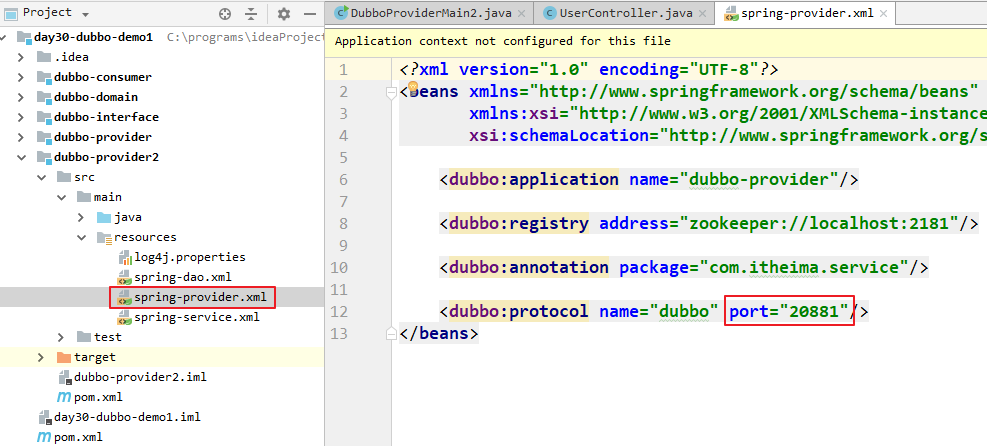 Project
day30-dubbo-demo1 C:\programs\ideaProject
.idea
dubbo-consumer
dubbo-domain
dubbo-interface
dubbo-provider
dubbo-provider2
src
main
java
resources
log4j.properties
spring-dao.xml
spring-provider.xml
spring-service.xml
test
target
dubbo-provider2.iml
pom.xml
day30-dubbo-demo1.iml
pom.xml
DubboProviderMain2.java UserController.java spring-provider.xml
Application context not configured for this file
1 <?xml version="1.0" encoding="UTF-8"?>
2 <beans xmlns="http://www.springframework.org/schema/beans"
3 xmlns:xsi="http://www.w3.org/2001/XMLSchema-instance
4 xsi:schemaLocation="http://www.springframework.org/s
5
6 <dubbo:application name="dubbo-provider"/>
7
8 <dubbo:registry address="zookeeper://localhost:2181"/>
9
10 <dubbo:annotation package="com.itheima.service"/>
11
12 <dubbo:protocol name="dubbo" port="20881"/>
13 </beans>